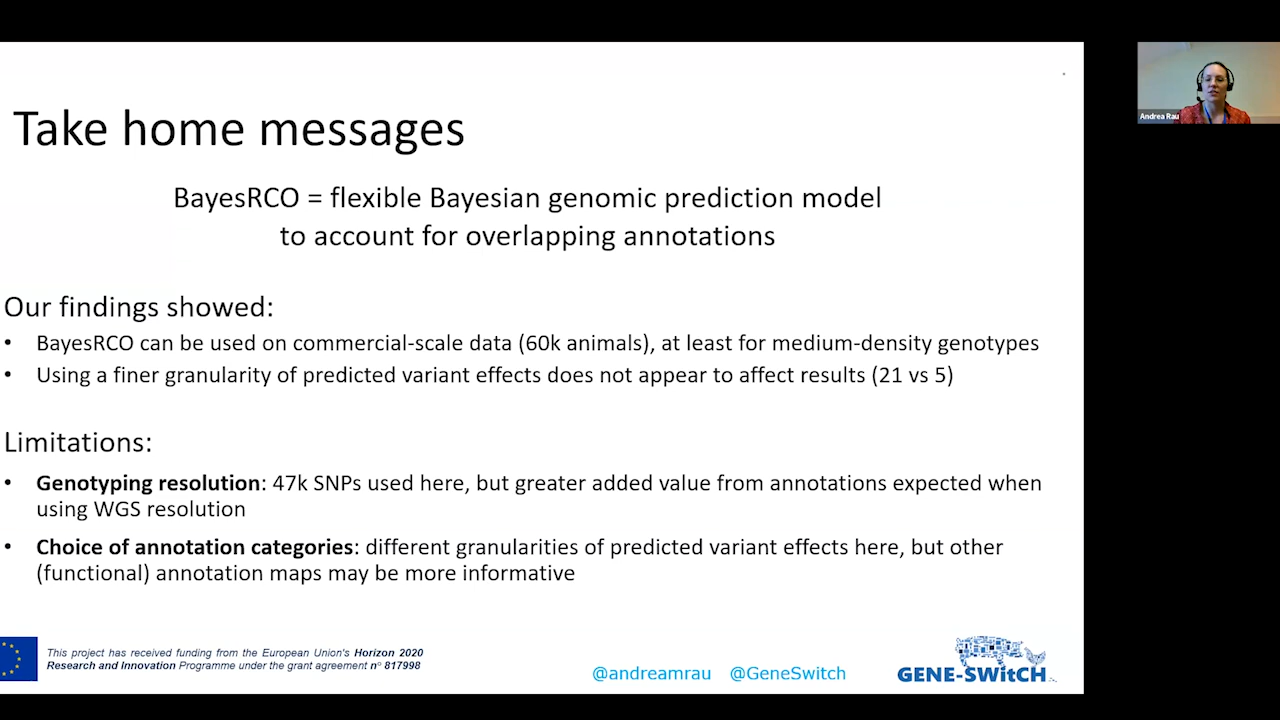 Take home messages
BayesRCO = flexible Bayesian genomic prediction model
to account for overlapping annotations
Our findings showed:
• BayesRCO can be used on commercial-scale data (60k animals), at least for medium-density genotypes
• Using a finer granularity of predicted variant effects does not appear to affect results (21 vs 5)
Limitations:
• Genotyping resolution: 47k SNPs used here, but greater added value from annotations expected when
using WGS resolution
• Choice of annotation categories: different granularities of predicted variant effects here, but other
(functional) annotation maps may be more informative
This project has received funding from the European Union's Horizon 2020
Research and Innovation Programme under the grant agreement n° 817998
@andreamrau @GeneSwitch
GENE-SWitCH
Andrea Rau